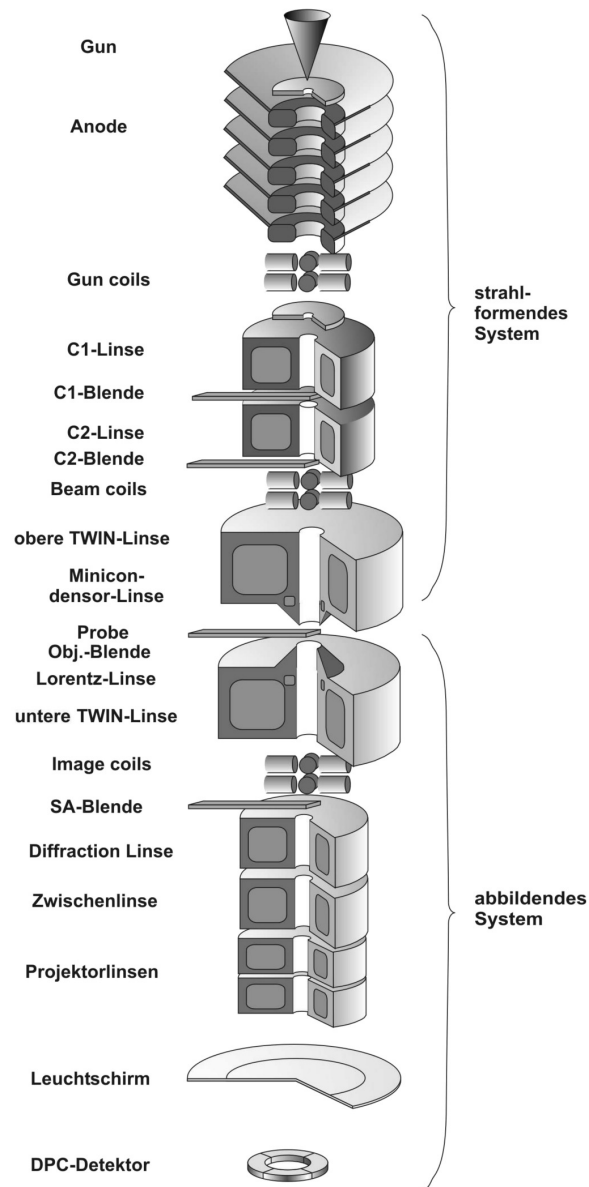 Gun
Anode
Gun coils
strahl-
formendes
System
C1-Linse
C1-Blende
C2-Linse
C2-Blende
Beam coils
obere TWIN-Linse
Minicon-
densor-Linse
Probe
Obj.-Blende
Lorentz-Linse
untere TWIN-Linse
Image coils
SA-Blende
Diffraction Linse
Zwischenlinse
abbildendes
System
Projektorlinsen
Leuchtschirm
DPC-Detektor